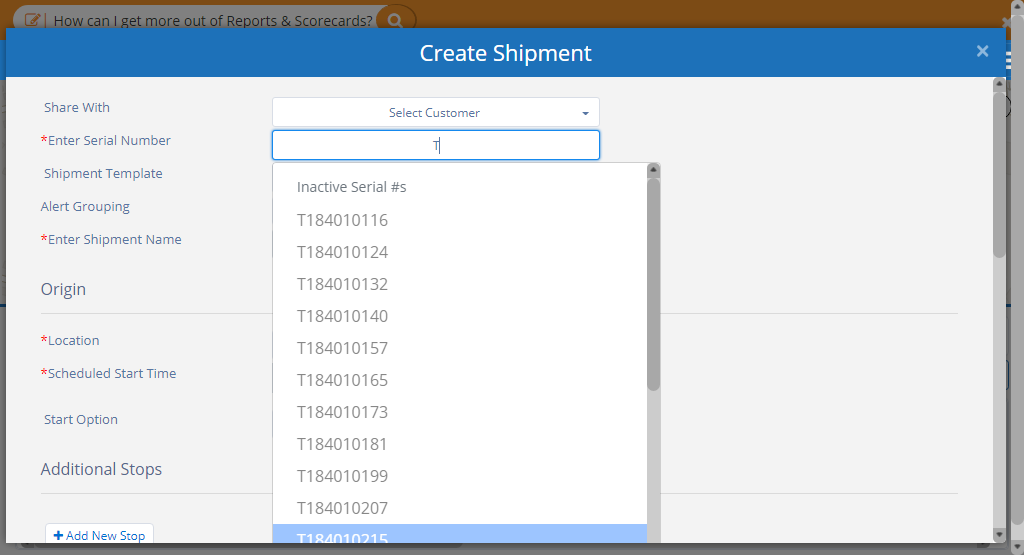 How can I get more out of Reports & Scorecards?
Create Shipment ×
Share With
Select Customer
*Enter Serial Number
T
Shipment Template
Inactive Serial #s
Alert Grouping
T184010116
*Enter Shipment Name
T184010124
T184010132
Origin
T184010140
*Location
T184010157
*Scheduled Start Time
T184010165
T184010173
Start Option
T184010181
Additional Stops
T184010199
T184010207
+ Add New Stop
T184010215